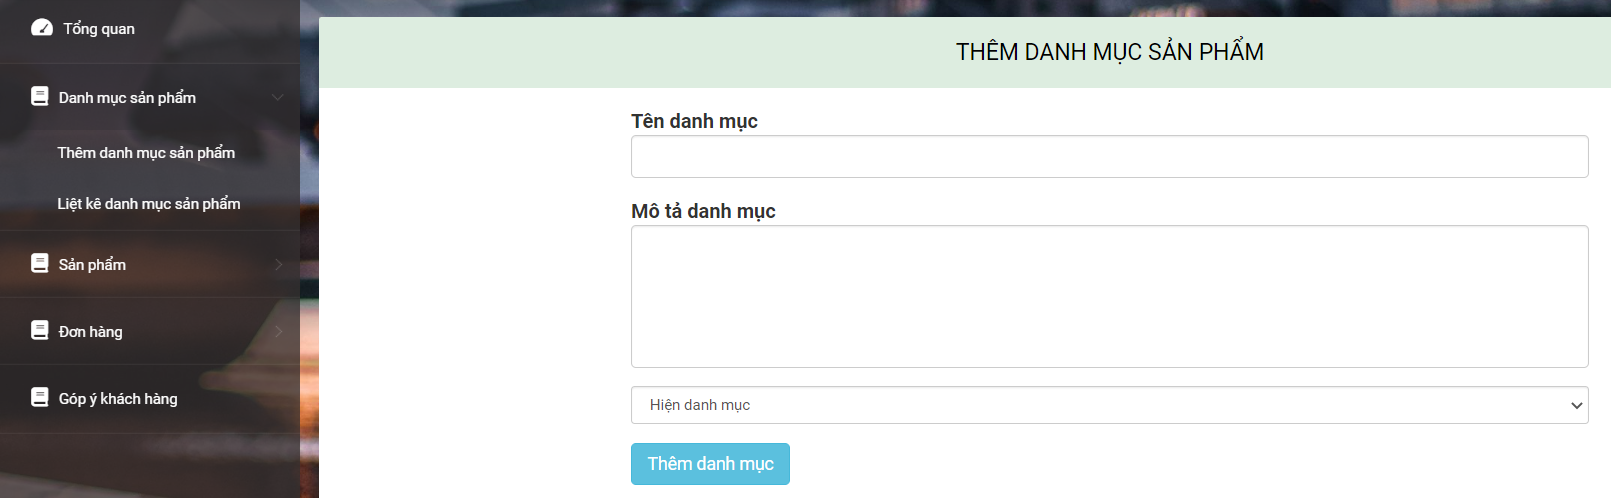 Tổng quan
Danh mục sản phẩm
Thêm danh mục sản phẩm
Liệt kê danh mục sản phẩm
Sản phẩm
Đơn hàng
Góp ý khách hàng
THÊM DANH MỤC SẢN PHẨM
Tên danh mục
Mô tả danh mục
Hiện danh mục
Thêm danh mục